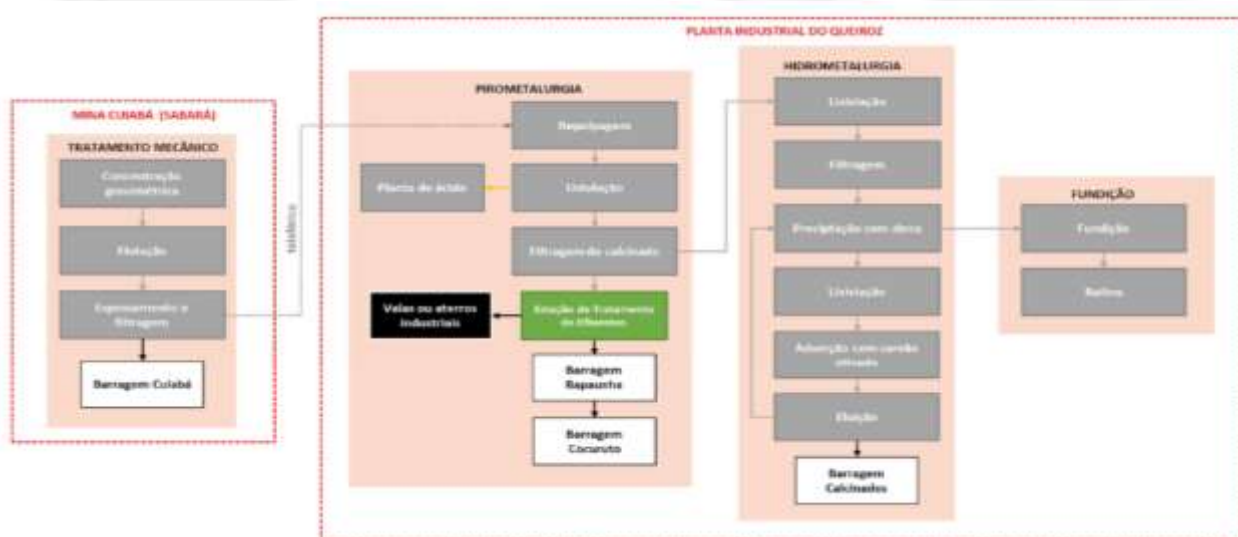 PLANTA INDUSTRIAL DO QUEIROZ
MINA CUIABÁ (SABARÁ)
TRATAMENTO MECÂNICO
Concentração
gravimétrica
Flotação
Espessamento e
filtragem
Barragem Cuiabá
teleférico
PIROMETALURGIA
Repolpagem
Planta de ácido
Ustulação
Filtragem do calcinado
Valas ou aterros
industriais
Estação de Tratamento
de Efluentes
Barragem
Rapaunha
Barragem
Cocuruto
HIDROMETALURGIA
Lixiviação
Filtragem
Precipitação com zinco
Lixiviação
Adsorção com carvão
ativado
Eluição
Barragem
Calcinados
FUNDIÇÃO
Fundição
Refino